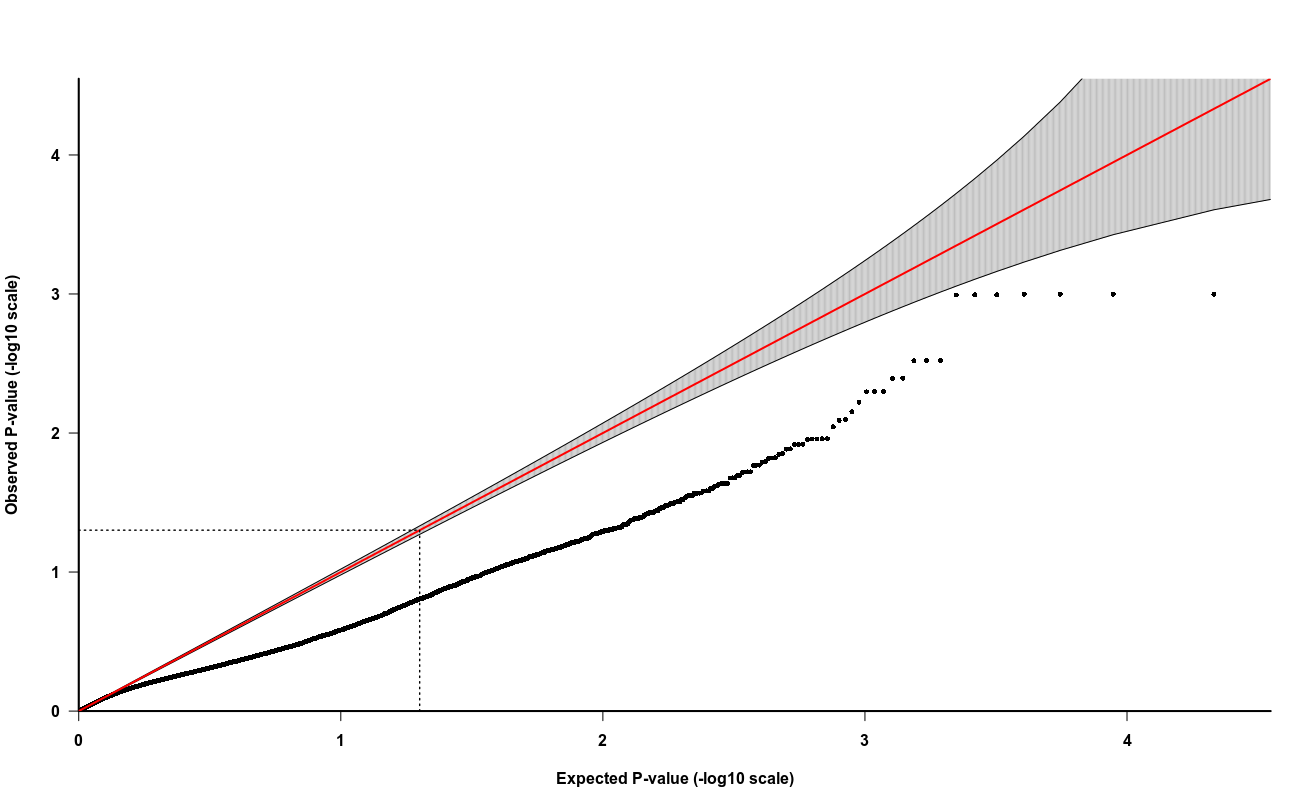 Observed P-value (-log10 scale)
4
3
2
1
0
0 1 2 3 4
Expected P-value (-log10 scale)